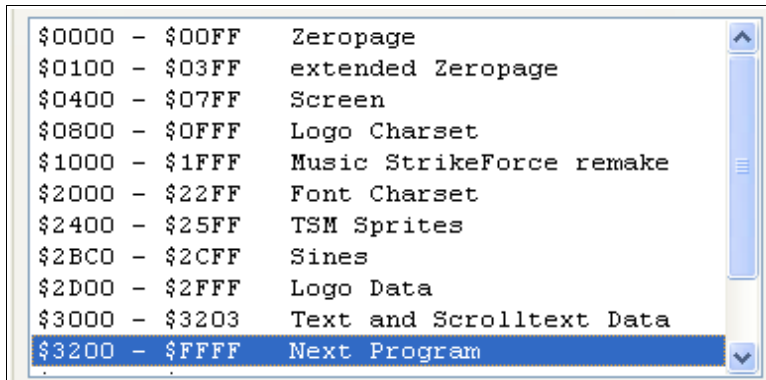 $0000 - $00FF Zeropage
$0100 - $03FF extended Zeropage
$0400 - $07FF Screen
$0800 - $0FFF Logo Charset
$1000 - $1FFF Music StrikeForce remake
$2000 - $22FF Font Charset
$2400 - $25FF TSM Sprites
$2BC0 - $2CFF Sines
$2D00 - $2FFF Logo Data
$3000 - $3203 Text and Scrolltext Data
$3200 - $FFFF Next Program